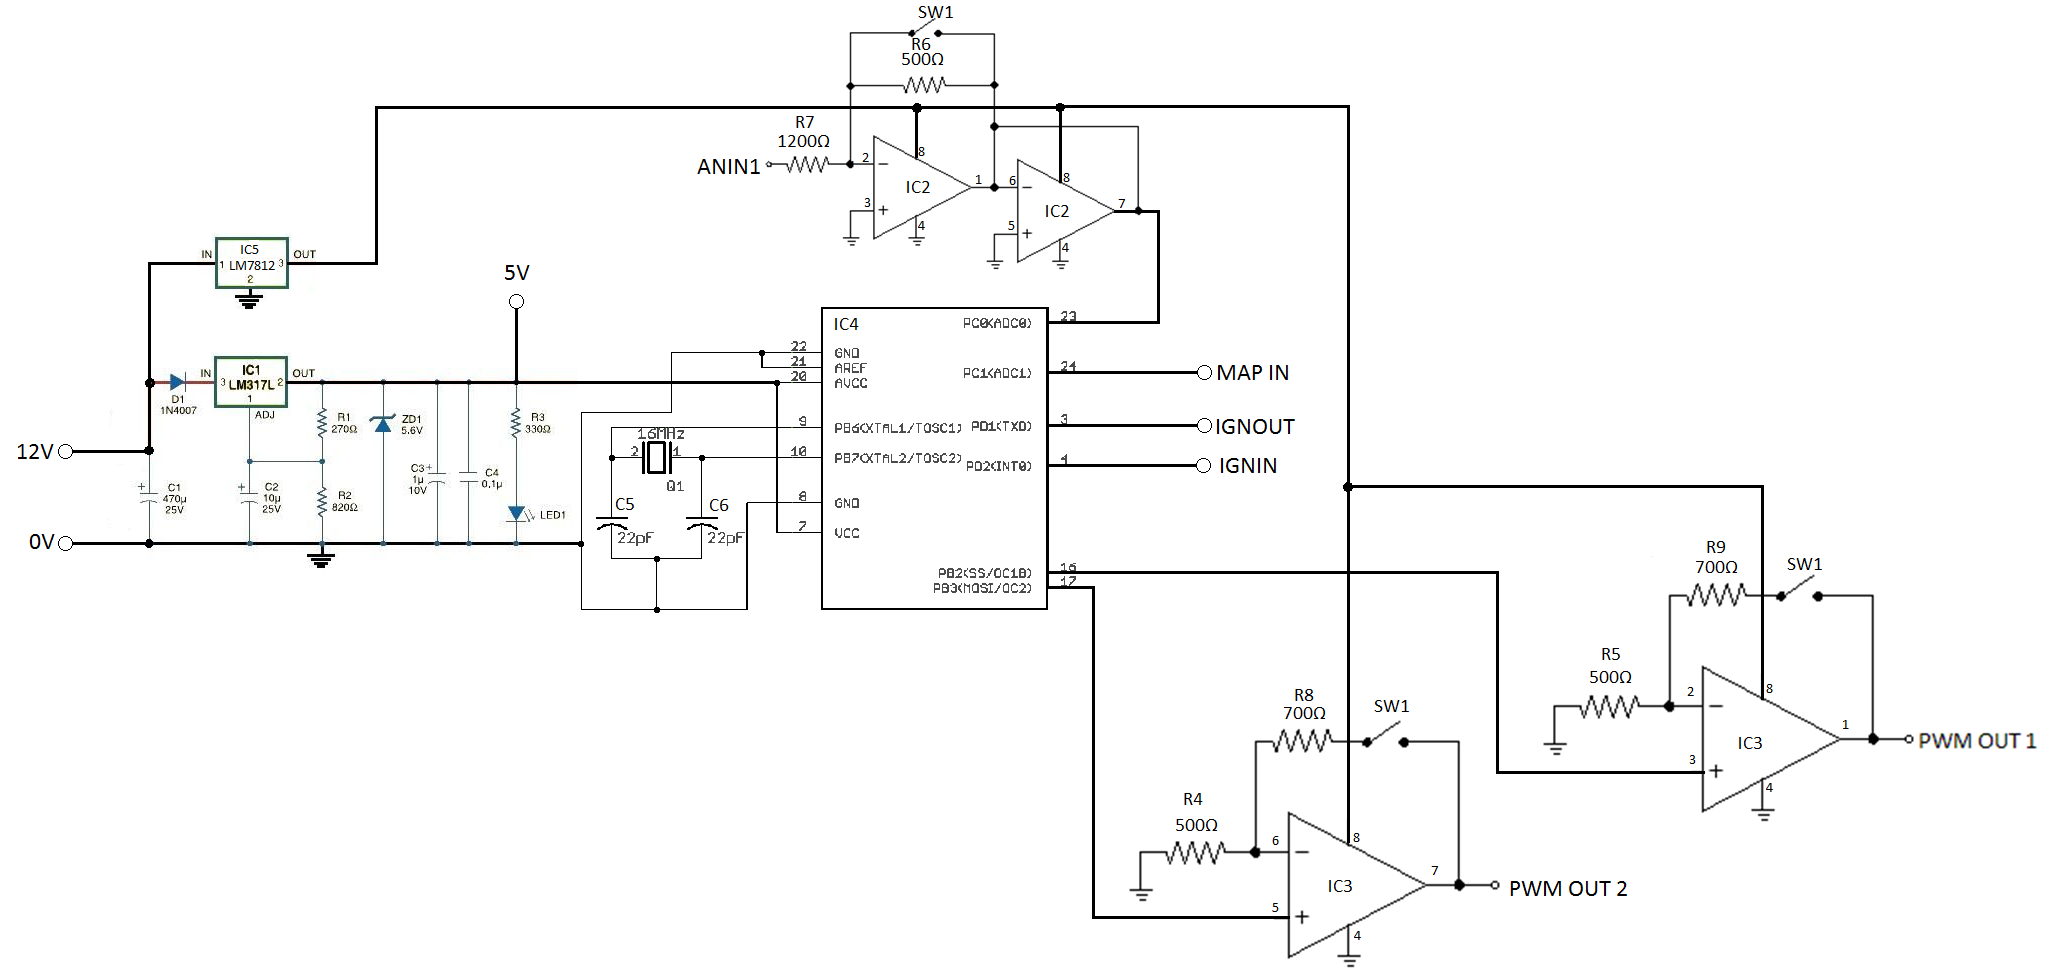 SW1
R6
500Ω
R7
1200Ω
ANIN1
2
8
IC2
1
3
4
6
8
IC2
7
5
4
IN
IC5
OUT
1 LM7812 3
2
5V
IN
IC1
OUT
3 LM317L 2
1
ADJ
D1
1N4007
12V
0V
+
C1
470µ
25V
+
C2
10µ
25V
R1
270Ω
R2
820Ω
ZD1
5.6V
C3 +
1µ
10V
C4
0.1µ
R3
330Ω
LED1
IC4
22
GND
21
AREF
20
AVCC
9
PB6(XTAL1/TOSC1)
10
PB7(XTAL2/TOSC2)
8
GND
7
VCC
PC0(ADC0)
23
PC1(ADC1)
24
MAP IN
PD1(TXD)
3
IGNOUT
PD2(INT0)
4
IGNIN
PB2(SS/OC1B)
16
PB3(MOSI/OC2)
17
16MHz
2
1
Q1
C5
22pF
C6
22pF
R9
700Ω
SW1
R5
500Ω
2
8
IC3
1
PWM OUT 1
3
4
R8
700Ω
SW1
R4
500Ω
6
8
IC3
7
PWM OUT 2
5
4